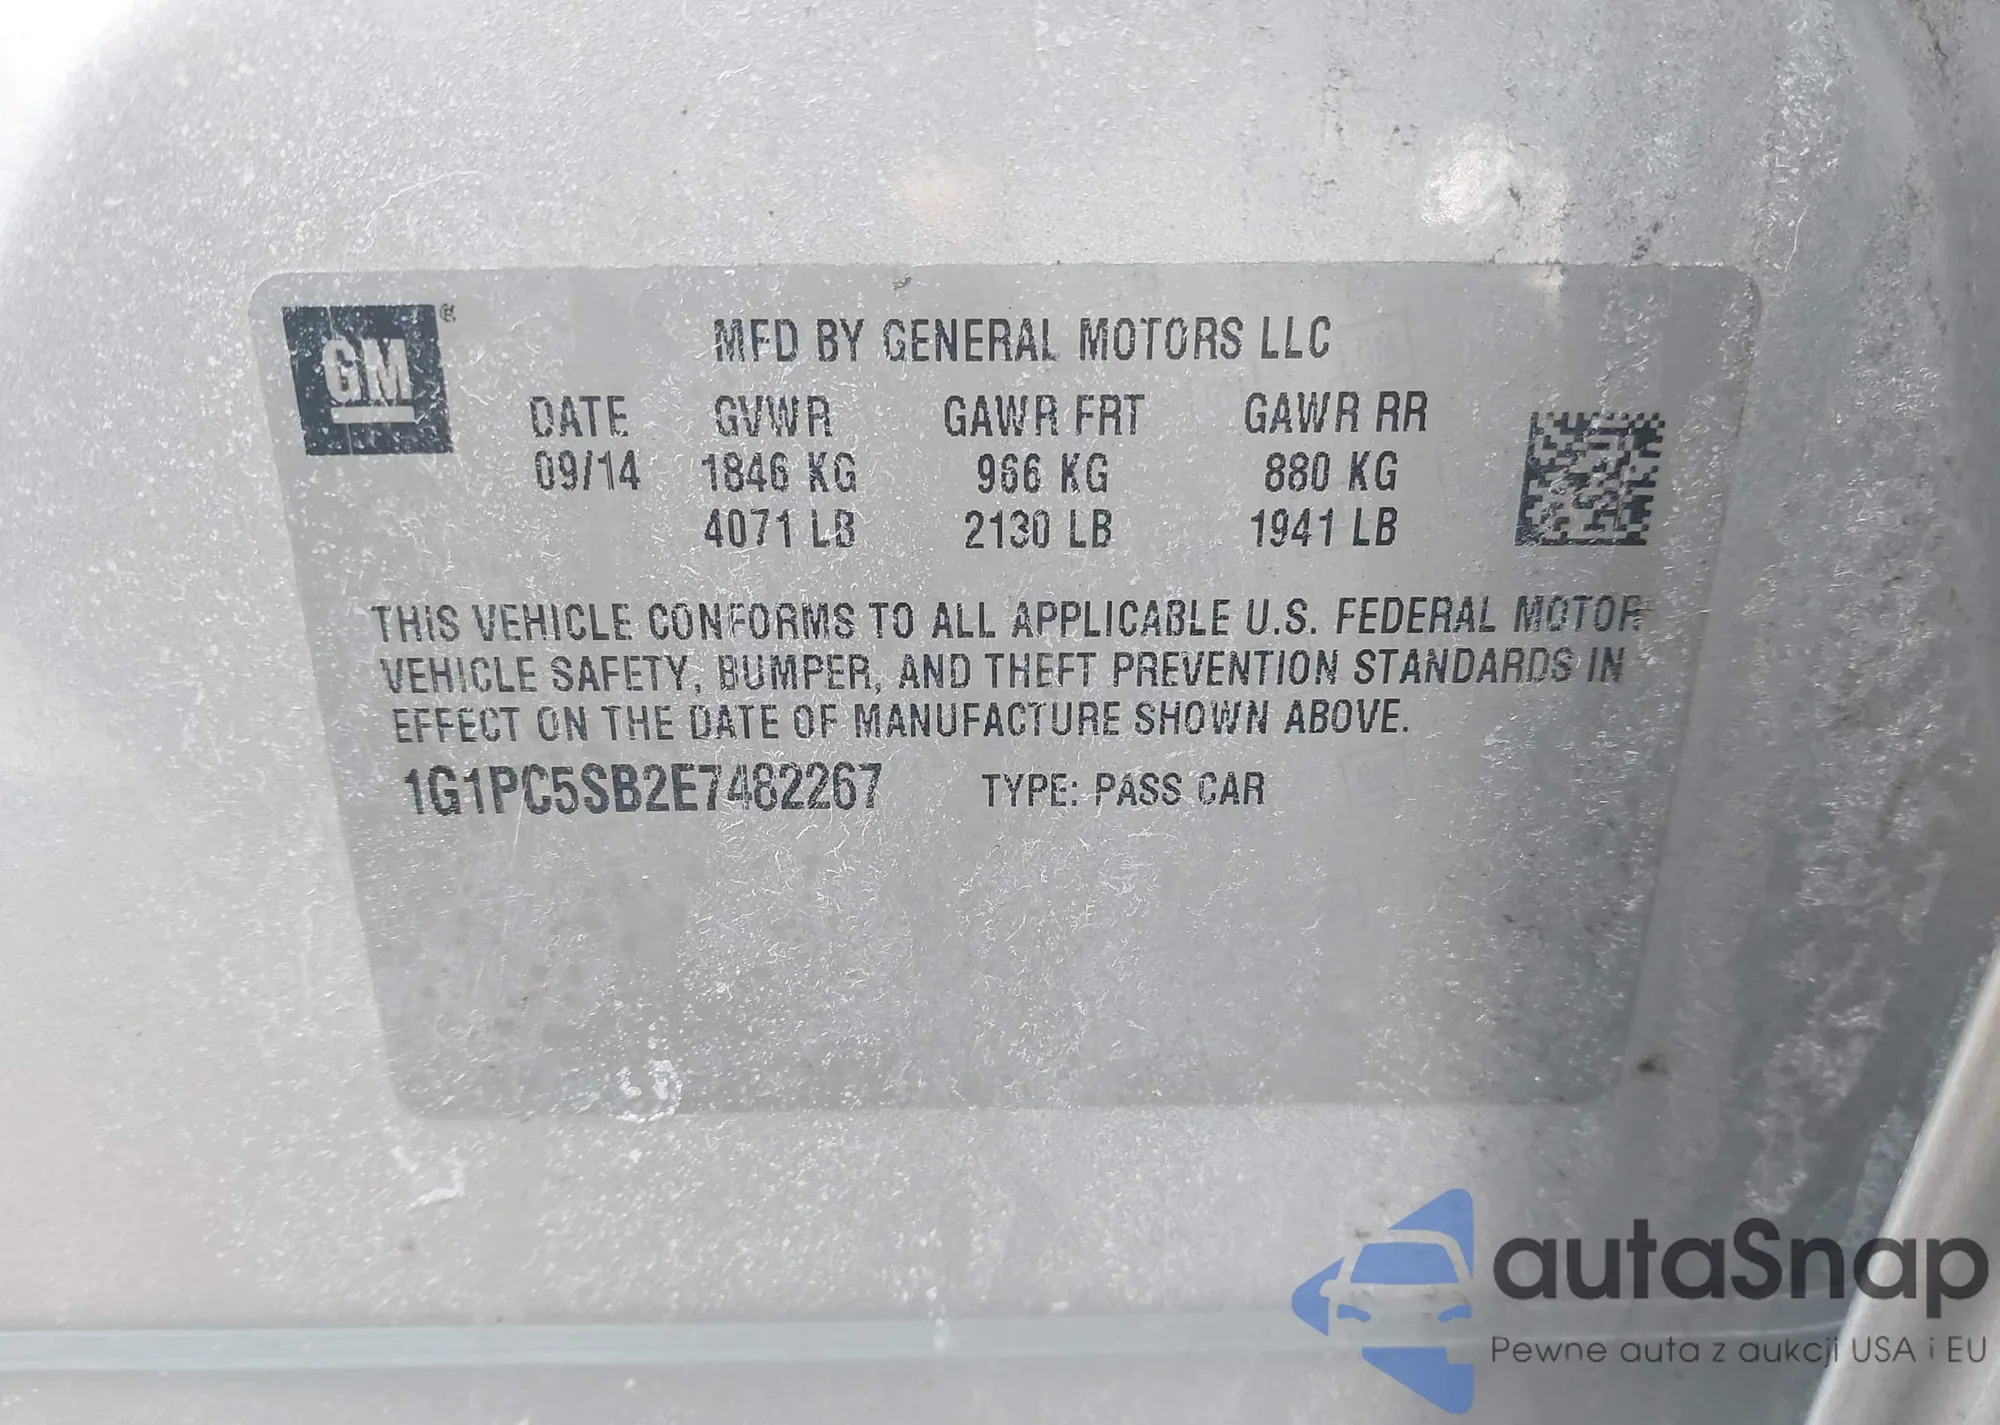 GM®
MFD BY GENERAL MOTORS LLC
DATE GVWR GAWR FRT GAWR RR
09/14 1846 KG 966 KG 880 KG
4071 LB 2130 LB 1941 LB
THIS VEHICLE CONFORMS TO ALL APPLICABLE U.S. FEDERAL MOTOR
VEHICLE SAFETY, BUMPER, AND THEFT PREVENTION STANDARDS IN
EFFECT ON THE DATE OF MANUFACTURE SHOWN ABOVE.
1G1PC5SB2E7482267 TYPE: PASS CAR
autaSnap
Pewne auta z aukcji USA i EU